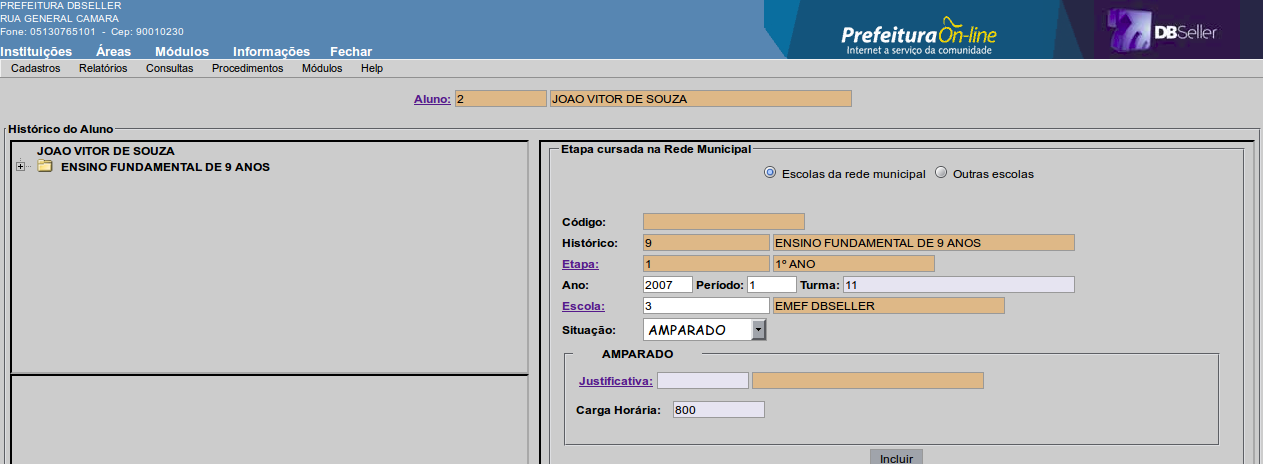 PREFEITURA DBSELLER
RUA GENERAL CAMARA
Fone: 05130765101 - Cep: 90010230
PrefeituraOn-line
Internet a serviço da comunidade
DBSeller
Instituições Áreas Módulos Informações Fechar
Cadastros Relatórios Consultas Procedimentos Módulos Help
Aluno: 2 JOAO VITOR DE SOUZA
Histórico do Aluno
JOAO VITOR DE SOUZA
ENSINO FUNDAMENTAL DE 9 ANOS
Etapa cursada na Rede Municipal
Escolas da rede municipal Outras escolas
Código:
Histórico: 9 ENSINO FUNDAMENTAL DE 9 ANOS
Etapa: 1 1º ANO
Ano: 2007 Período: 1 Turma: 11
Escola: 3 EMEF DBSELLER
Situação: AMPARADO
AMPARADO
Justificativa:
Carga Horária: 800
Incluir